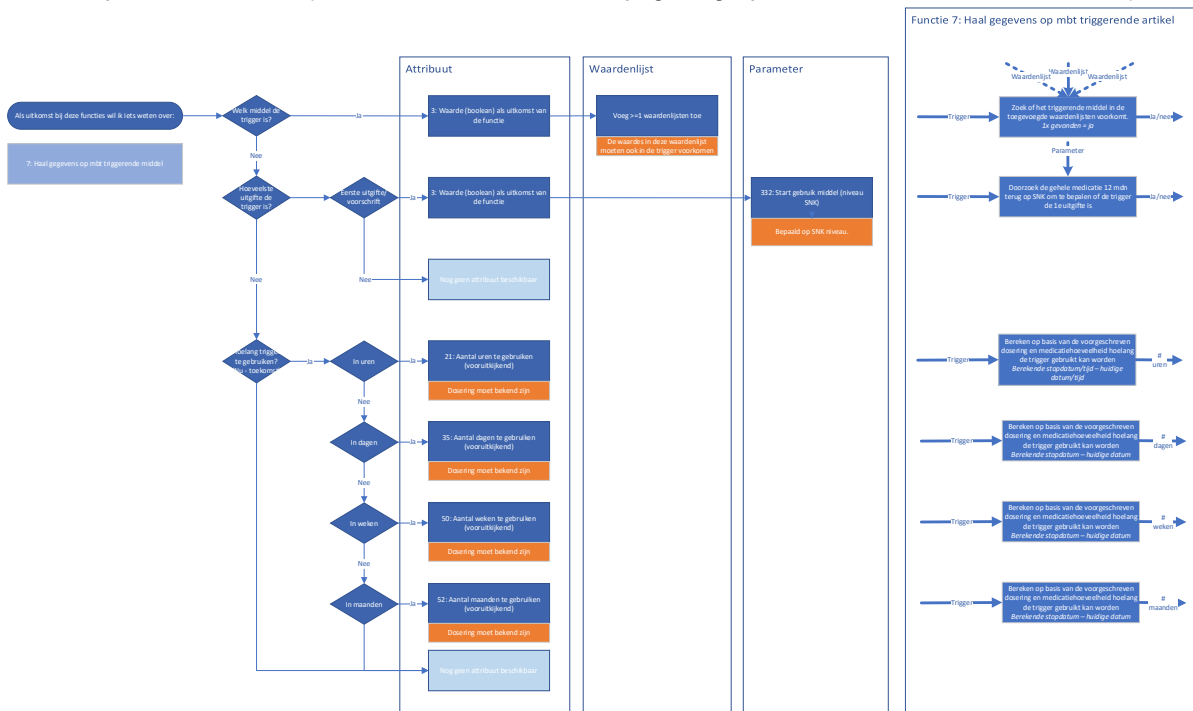 Functie 7: Haal gegevens op mbt triggerende artikel
Attribuut
Waardenlijst
Parameter
Waardenlijst
Waardenlijst
Waardenlijst
Als uitkomst bij deze functies wil ik iets weten over:
Welk middel de
trigger is?
Ja
3: Waarde (boolean) als uitkomst van
de functie
Voeg >=1 waardenlijsten toe
De waardes in deze waardenlijst
moeten ook in de trigger voorkomen
Trigger
Zoek of het triggerende middel in de
toegevoegde waardenlijsten voorkomt.
1x gevonden = ja
Ja/nee
7: Haal gegevens op mbt triggerende middel
Nee
Parameter
Hoeveelste
uitgifte de
trigger is?
Eerste uitgifte/
voorschrift
Ja
3: Waarde (boolean) als uitkomst van
de functie
332: Start gebruik middel (niveau
SNK)
Bepaald op SNK niveau.
Trigger
Doorzoek de gehele medicatie 12 mdn
terug op SNK om te bepalen of de trigger
de 1e uitgifte is
Ja/nee
Nee
Nee
Nog geen attribuut beschikbaar
Hoelang trigger
te gebruiken?
Nu - toekomst
Ja
In uren
Ja
21: Aantal uren te gebruiken
(vooruitkijkend)
Dosering moet bekend zijn
Trigger
Bereken op basis van de voorgeschreven
dosering en medicatiehoeveelheid hoelang
de trigger gebruikt kan worden
Berekende stopdatum/tijd – huidige
datum/tijd
#
uren
Nee
In dagen
Ja
35: Aantal dagen te gebruiken
(vooruitkijkend)
Dosering moet bekend zijn
Trigger
Bereken op basis van de voorgeschreven
dosering en medicatiehoeveelheid hoelang
de trigger gebruikt kan worden
Berekende stopdatum – huidige datum
#
dagen
Nee
In weken
Ja
50: Aantal weken te gebruiken
(vooruitkijkend)
Dosering moet bekend zijn
Trigger
Bereken op basis van de voorgeschreven
dosering en medicatiehoeveelheid hoelang
de trigger gebruikt kan worden
Berekende stopdatum – huidige datum
#
weken
Nee
In maanden
Ja
52: Aantal maanden te gebruiken
(vooruitkijkend)
Dosering moet bekend zijn
Trigger
Bereken op basis van de voorgeschreven
dosering en medicatiehoeveelheid hoelang
de trigger gebruikt kan worden
Berekende stopdatum – huidige datum
#
maanden
Nog geen attribuut beschikbaar